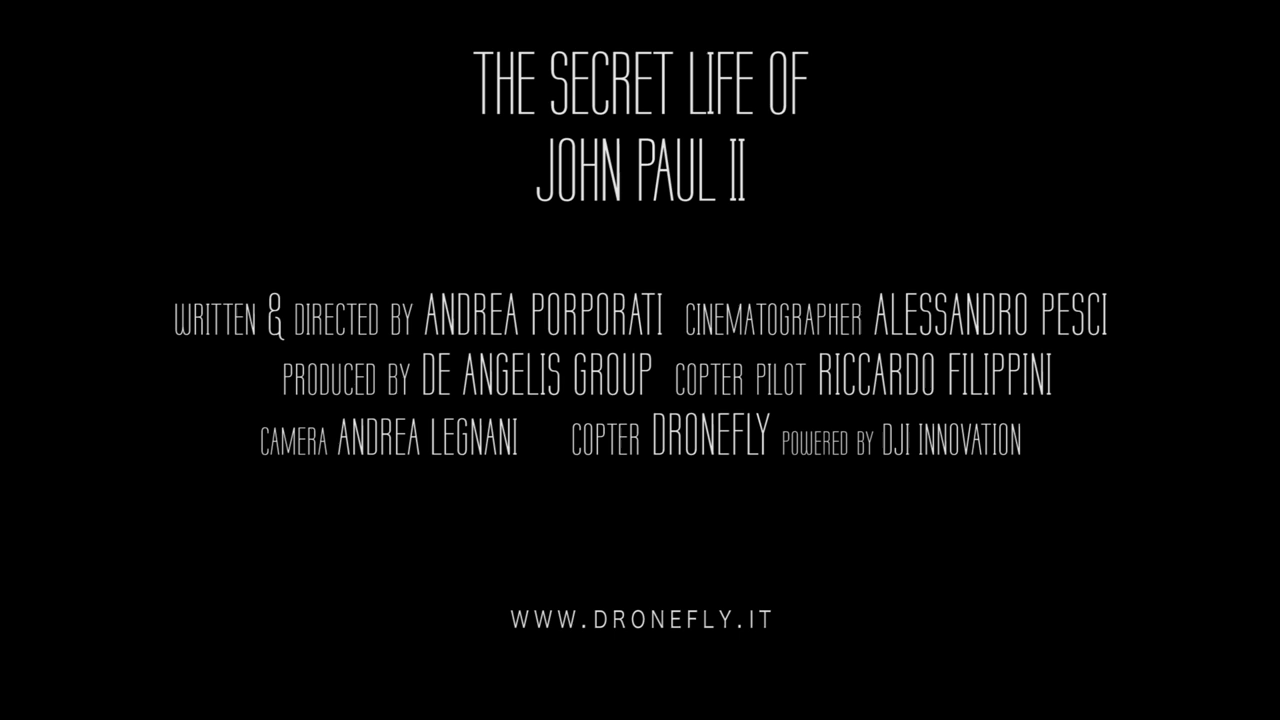 THE SECRET LIFE OF
JOHN PAUL II
WRITTEN & DIRECTED BY ANDREA PORPORATI CINEMATOGRAPHER ALESSANDRO PESCI
PRODUCED BY DE ANGELIS GROUP COPTER PILOT RICCARDO FILIPPINI
CAMERA ANDREA LEGNANI COPTER DRONEFLY POWERED BY DJI INNOVATION
WWW.DRONEFLY.IT